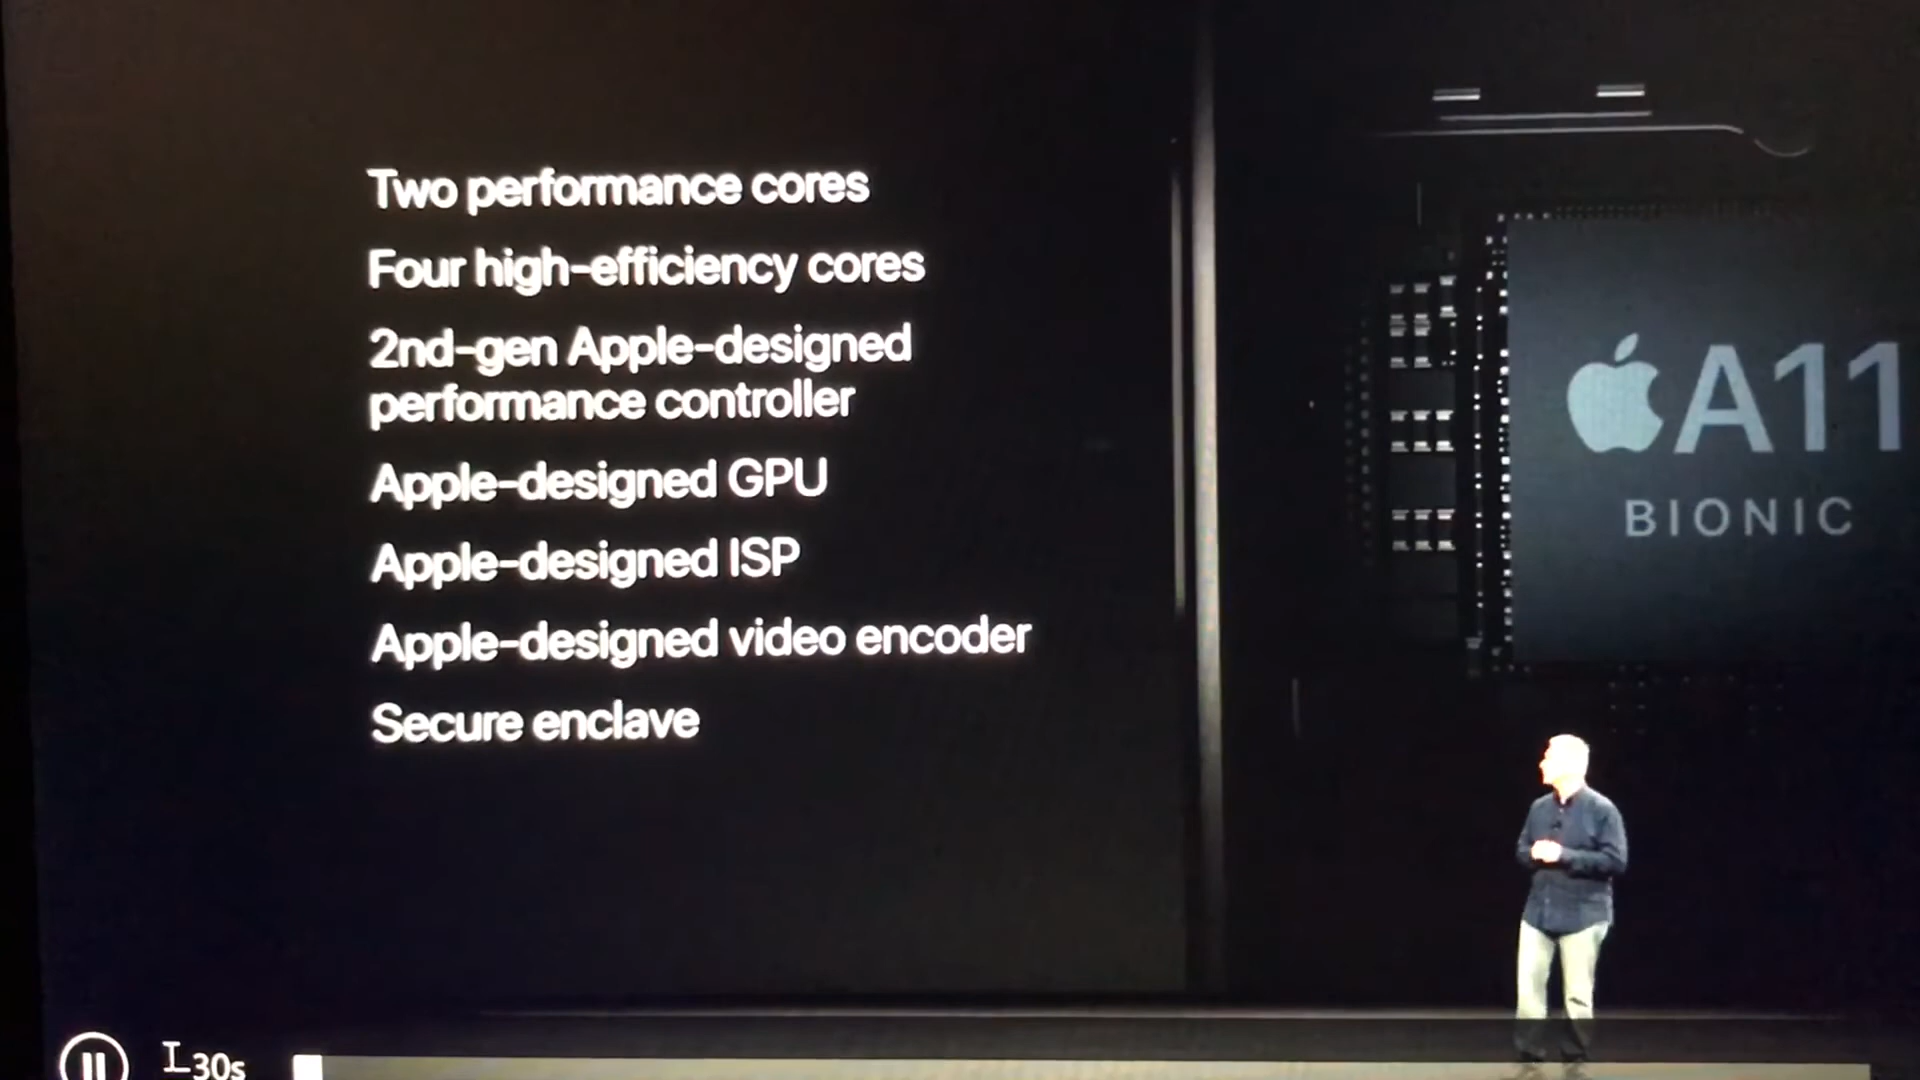 Two performance cores
Four high-efficiency cores
2nd-gen Apple-designed
performance controller
Apple-designed GPU
Apple-designed ISP
Apple-designed video encoder
Secure enclave
A11
BIONIC
30s